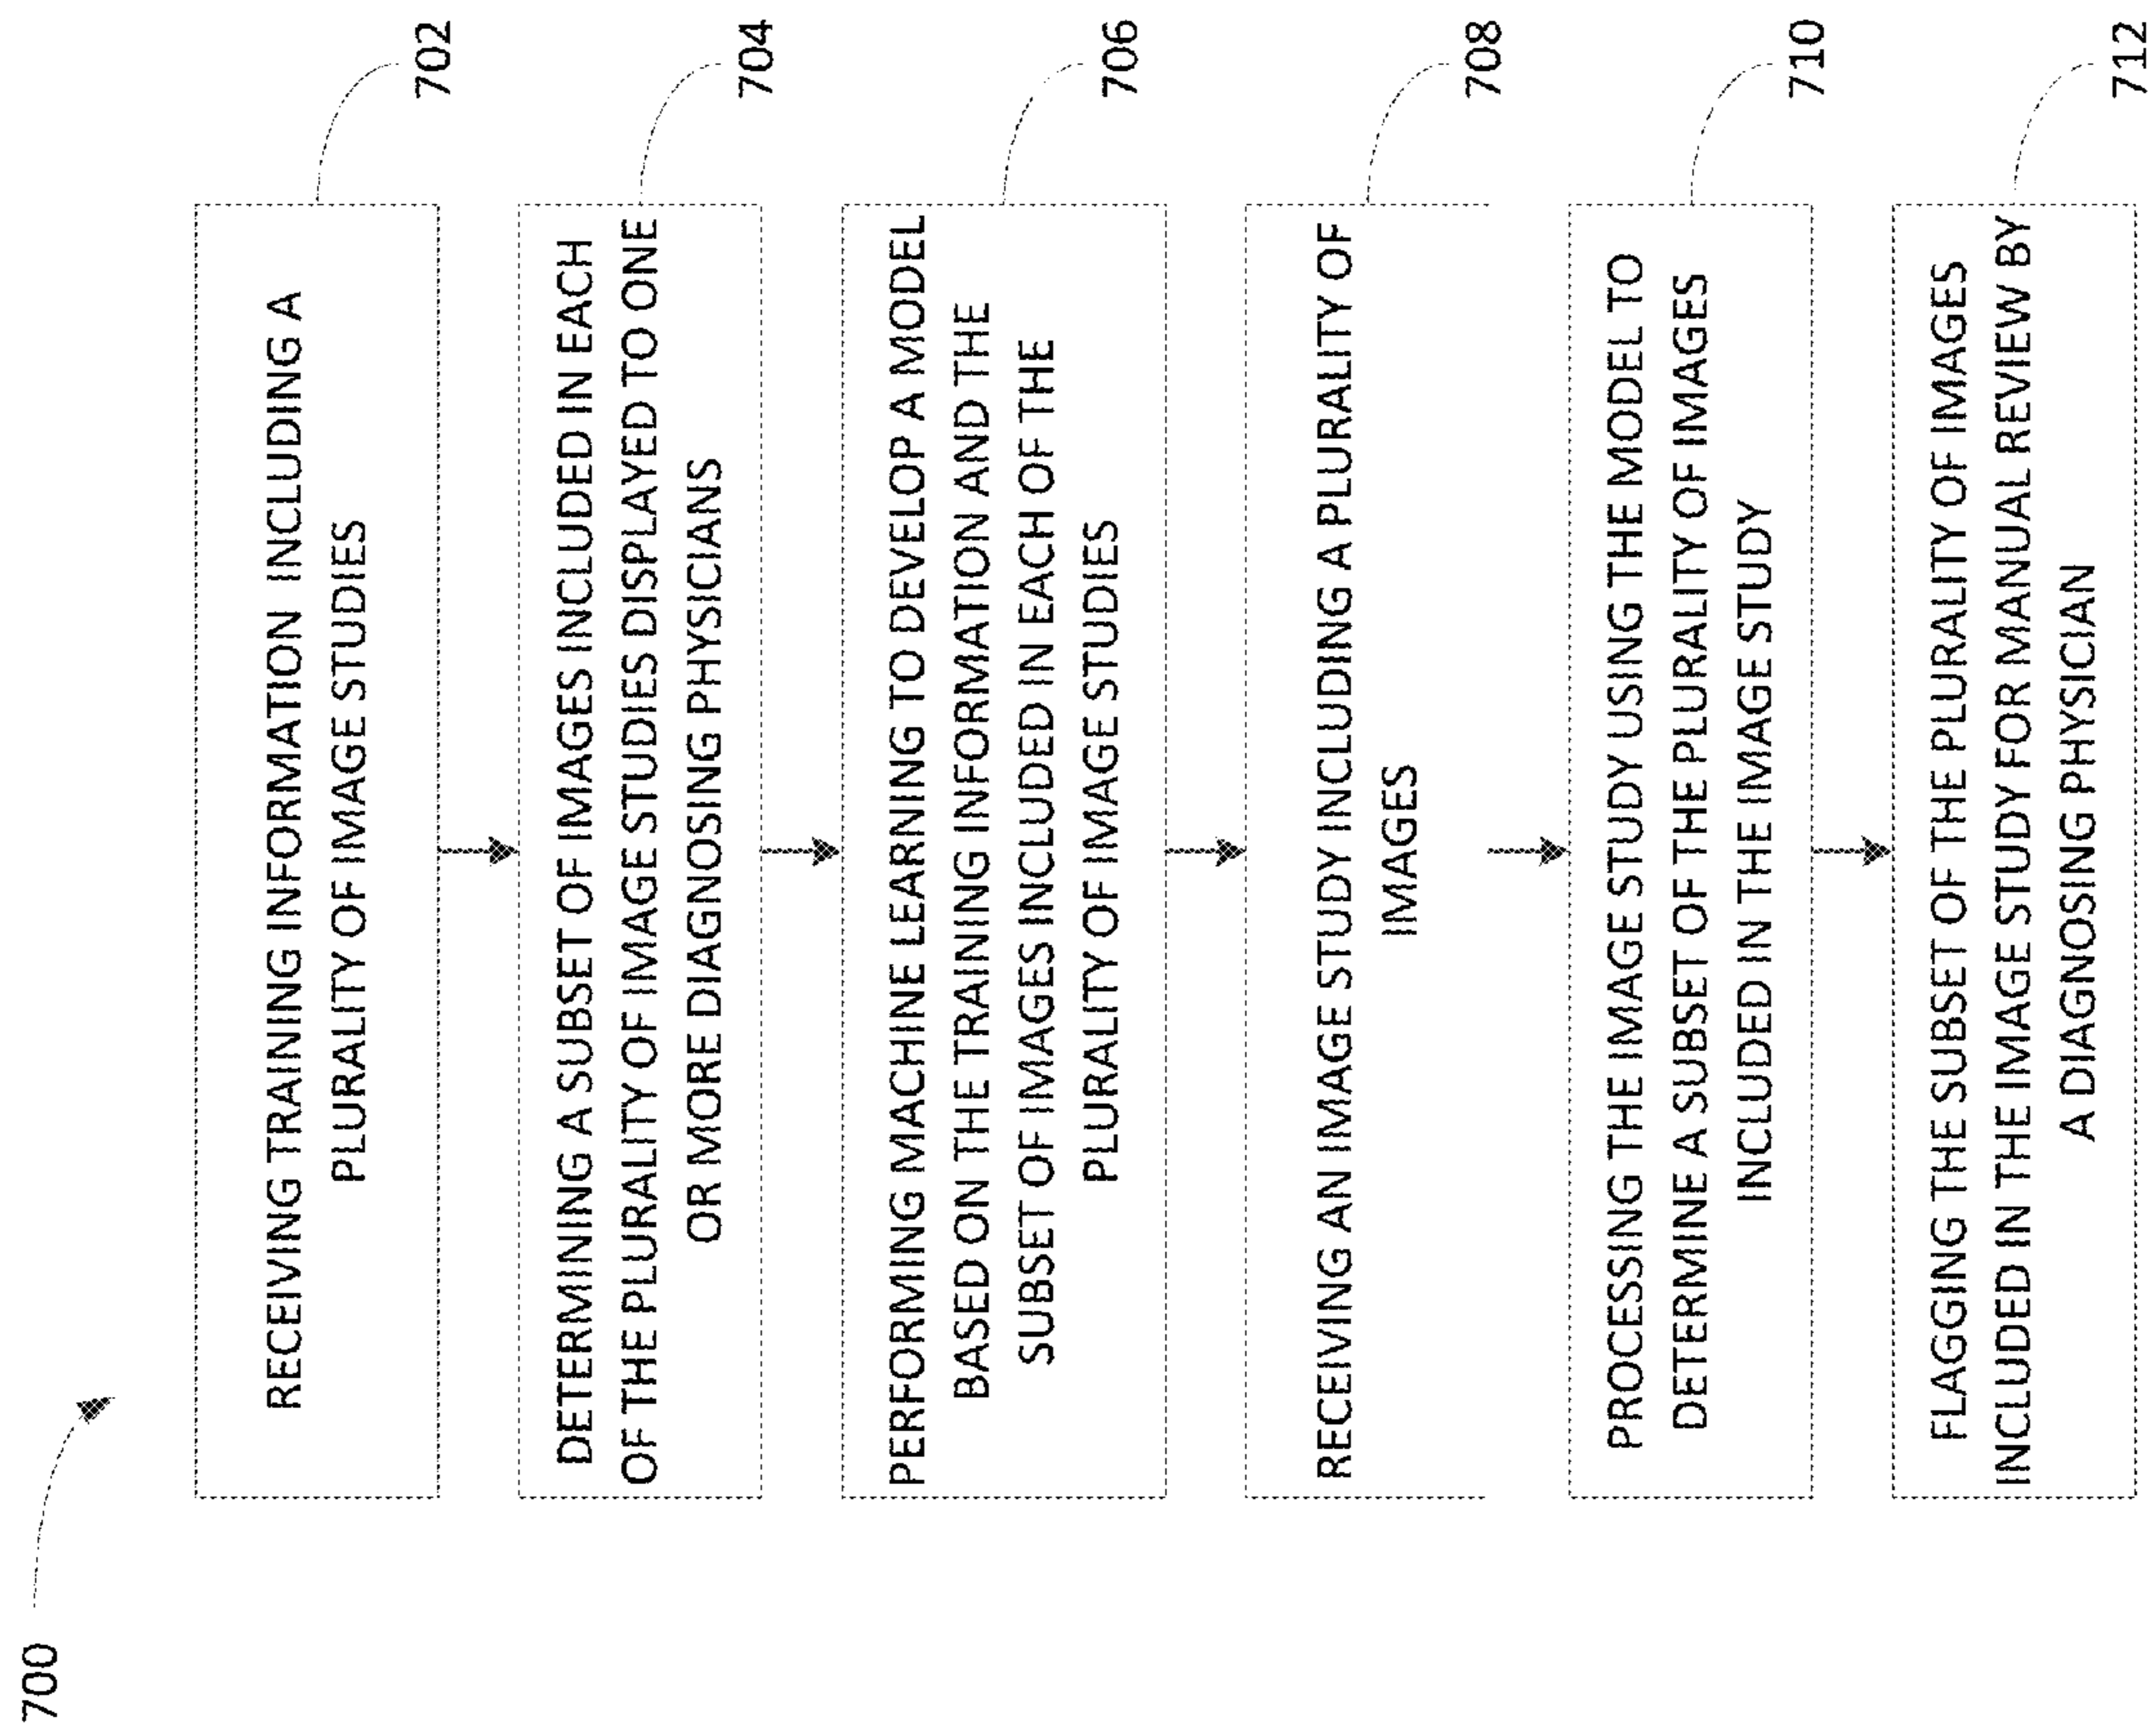 700
RECEIVING TRAINING INFORMATION INCLUDING A
PLURALITY OF IMAGE STUDIES
702
DETERMINING A SUBSET OF IMAGES INCLUDED IN EACH
OF THE PLURALITY OF IMAGE STUDIES DISPLAYED TO ONE
OR MORE DIAGNOSING PHYSICIANS
704
PERFORMING MACHINE LEARNING TO DEVELOP A MODEL
BASED ON THE TRAINING INFORMATION AND THE
SUBSET OF IMAGES INCLUDED IN EACH OF THE
PLURALITY OF IMAGE STUDIES
706
RECEIVING AN IMAGE STUDY INCLUDING A PLURALITY OF
IMAGES
708
PROCESSING THE IMAGE STUDY USING THE MODEL TO
DETERMINE A SUBSET OF THE PLURALITY OF IMAGES
INCLUDED IN THE IMAGE STUDY
710
FLAGGING THE SUBSET OF THE PLURALITY OF IMAGES
INCLUDED IN THE IMAGE STUDY FOR MANUAL REVIEW BY
A DIAGNOSING PHYSICIAN
712